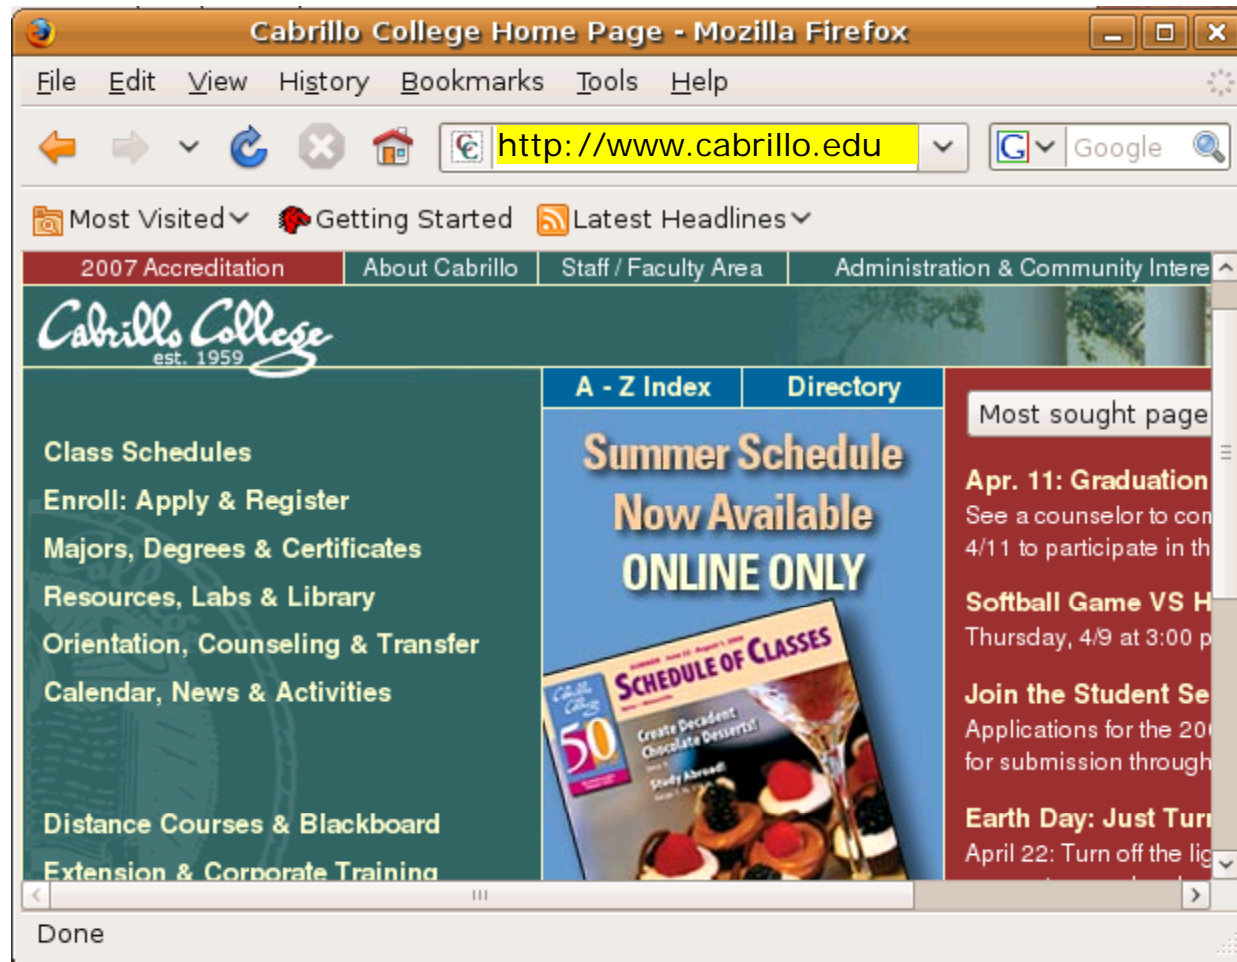 Cabrillo College Home Page - Mozilla Firefox
File Edit View History Bookmarks Tools Help
http://www.cabrillo.edu
G Google
Most Visited Getting Started Latest Headlines
2007 Accreditation About Cabrillo Staff / Faculty Area Administration & Community Intere
Cabrillo College
est. 1959
A - Z Index Directory
Class Schedules
Enroll: Apply & Register
Majors, Degrees & Certificates
Resources, Labs & Library
Orientation, Counseling & Transfer
Calendar, News & Activities
Distance Courses & Blackboard
Extension & Corporate Training
Summer Schedule
Now Available
ONLINE ONLY
SCHEDULE OF CLASSES
Cabrillo
College
50
Create Decadent
Chocolate Desserts!
Study Abroad!
Most sought page
Apr. 11: Graduation
See a counselor to con
4/11 to participate in th
Softball Game VS H
Thursday, 4/9 at 3:00 p
Join the Student Se
Applications for the 20
for submission through
Earth Day: Just Turn
April 22: Turn off the lig
Done